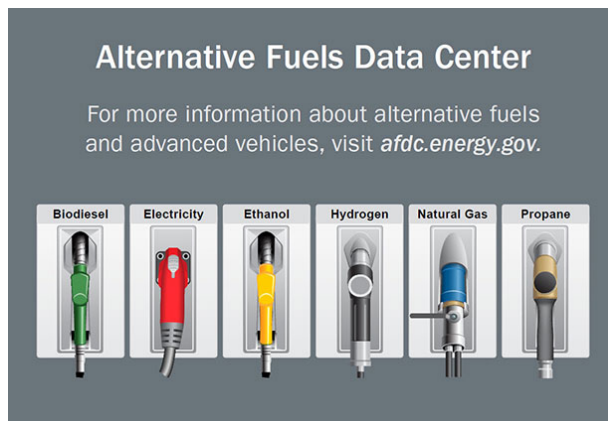 Alternative Fuels Data Center
For more information about alternative fuels
and advanced vehicles, visit afdc.energy.gov.
Biodiesel
Electricity
Ethanol
Hydrogen
Natural Gas
Propane